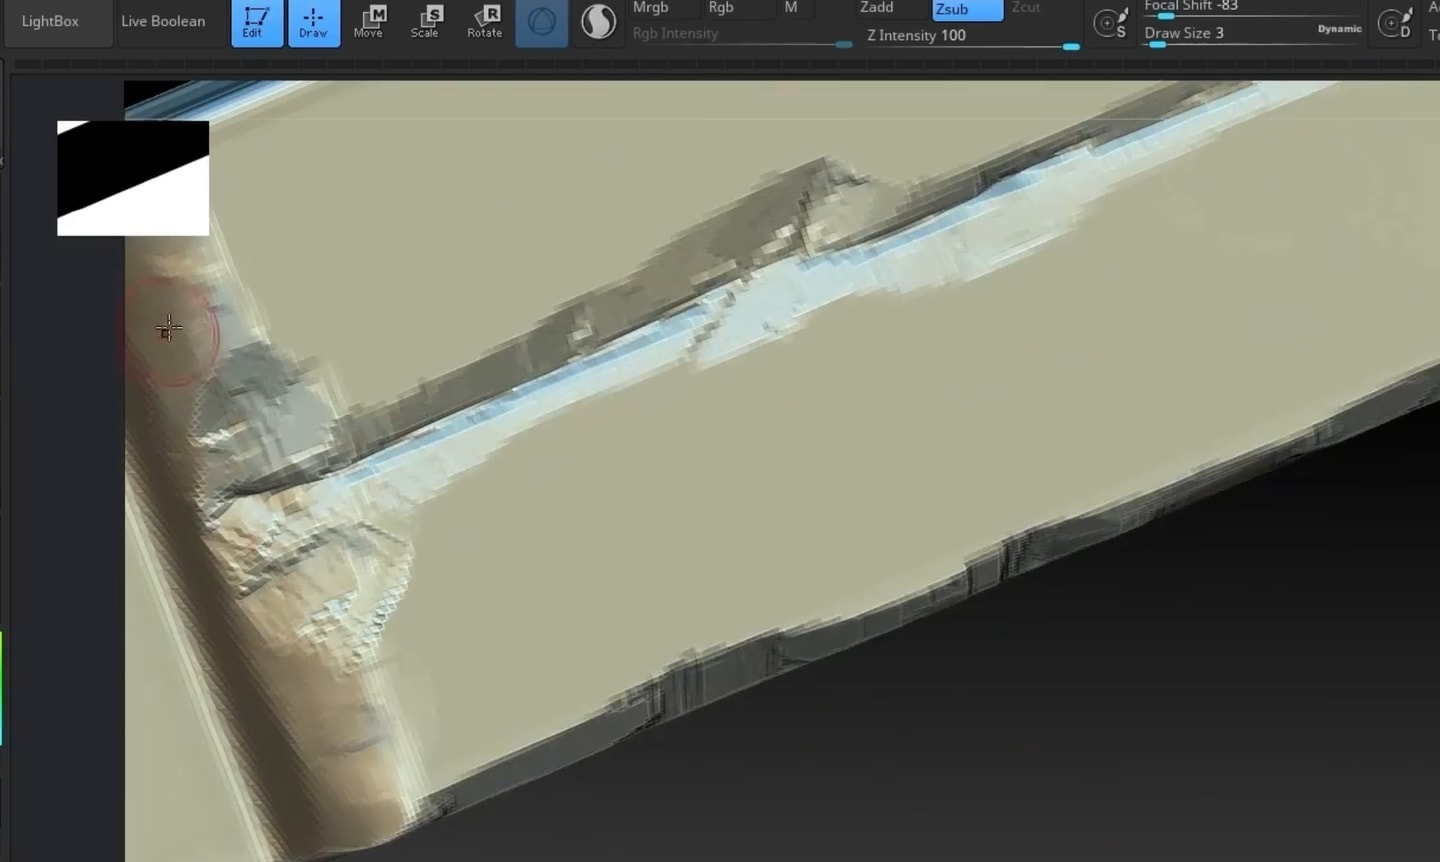 LightBox
Live Boolean
Edit
Draw
M
Move
S
Scale
R
Rotate
Mrgb
Rgb
M
Rgb Intensity
Zadd
Zsub
Zcut
Z Intensity 100
S
Focal Shift -83
Draw Size 3
Dynamic
D